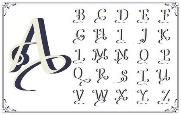 A
B C D E F
G H I J K
L M N O P
Q R S T U
V W X Y Z